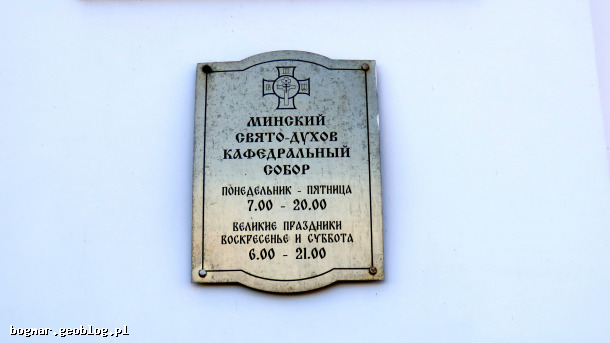 МИНСКИЙ
СВЯТО-ДУХОВ
КАФЕДРАЛЬНЫЙ
СОБОР
ПОНЕДЕЛЬНИК - ПЯТНИЦА
7.00 - 20.00
ВЕЛИКИЕ ПРАЗДНИКИ
ВОСКРЕСЕНЬЕ И СУББОТА
6.00 - 21.00
bognar.geoblog.pl